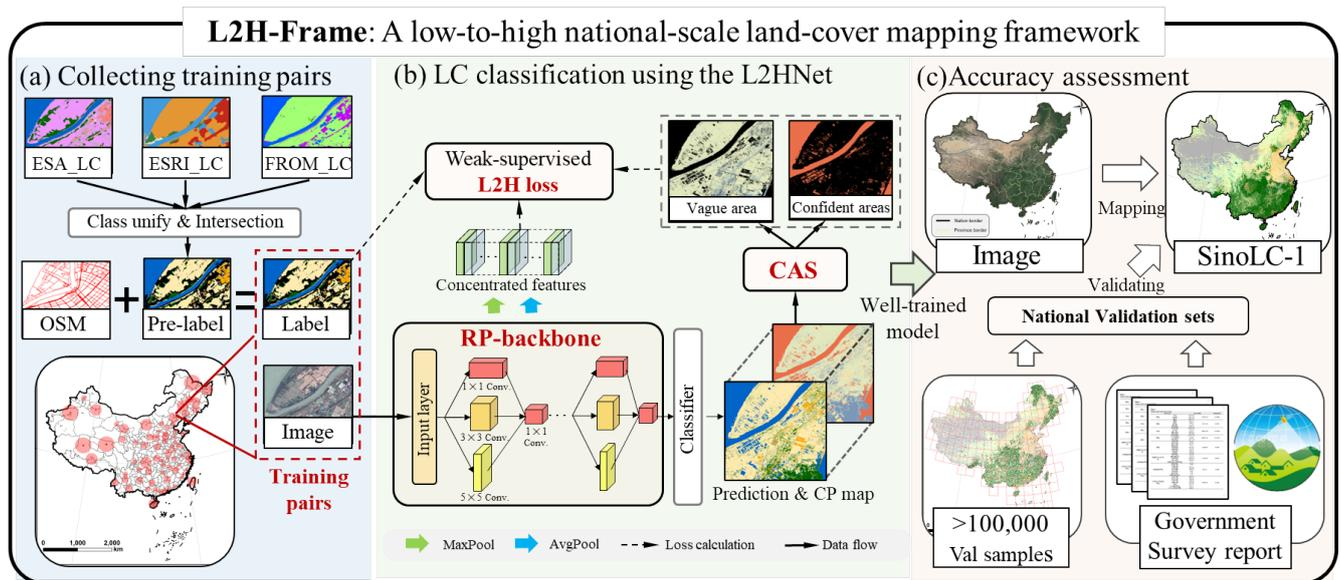 L2H-Frame: A low-to-high national-scale land-cover mapping framework
(a) Collecting training pairs
ESA_LC
ESRI_LC
FROM_LC
Class unify & Intersection
OSM
+
Pre-label
=
Label
Image
Training
pairs
0
1,000
2,000
km
(b) LC classification using the L2HNet
Weak-supervised
L2H loss
Vague area
Confident areas
Concentrated features
CAS
RP-backbone
Input layer
1×1 Conv.
3×3 Conv.
5×5 Conv.
1×1
Conv.
Classifier
Prediction & CP map
MaxPool
AvgPool
Loss calculation
Data flow
Well-trained
model
(c)Accuracy assessment
Image
Mapping
SinoLC-1
Validating
National Validation sets
>100,000
Val samples
Government
Survey report